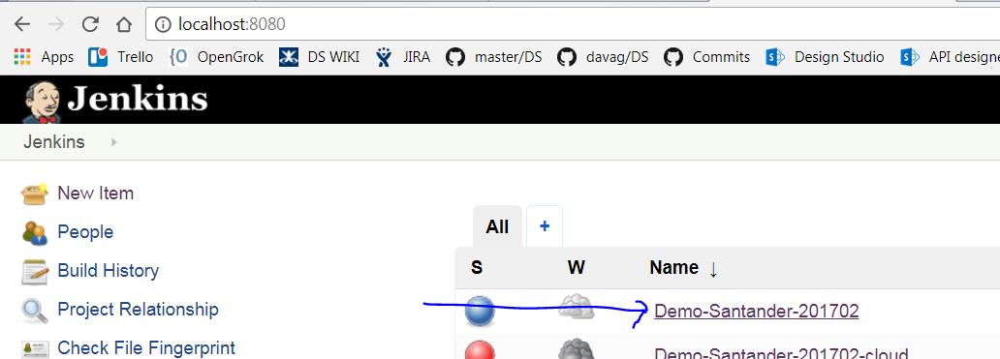 localhost:8080
Apps Trello OpenGrok DS WIKI JIRA master/DS davag/DS Commits Design Studio API designe
Jenkins
Jenkins
New Item
People
Build History
Project Relationship
Check File Fingerprint
All +
S W Name ↓
Demo-Santander-201702
Demo-Santander-201702-cloud